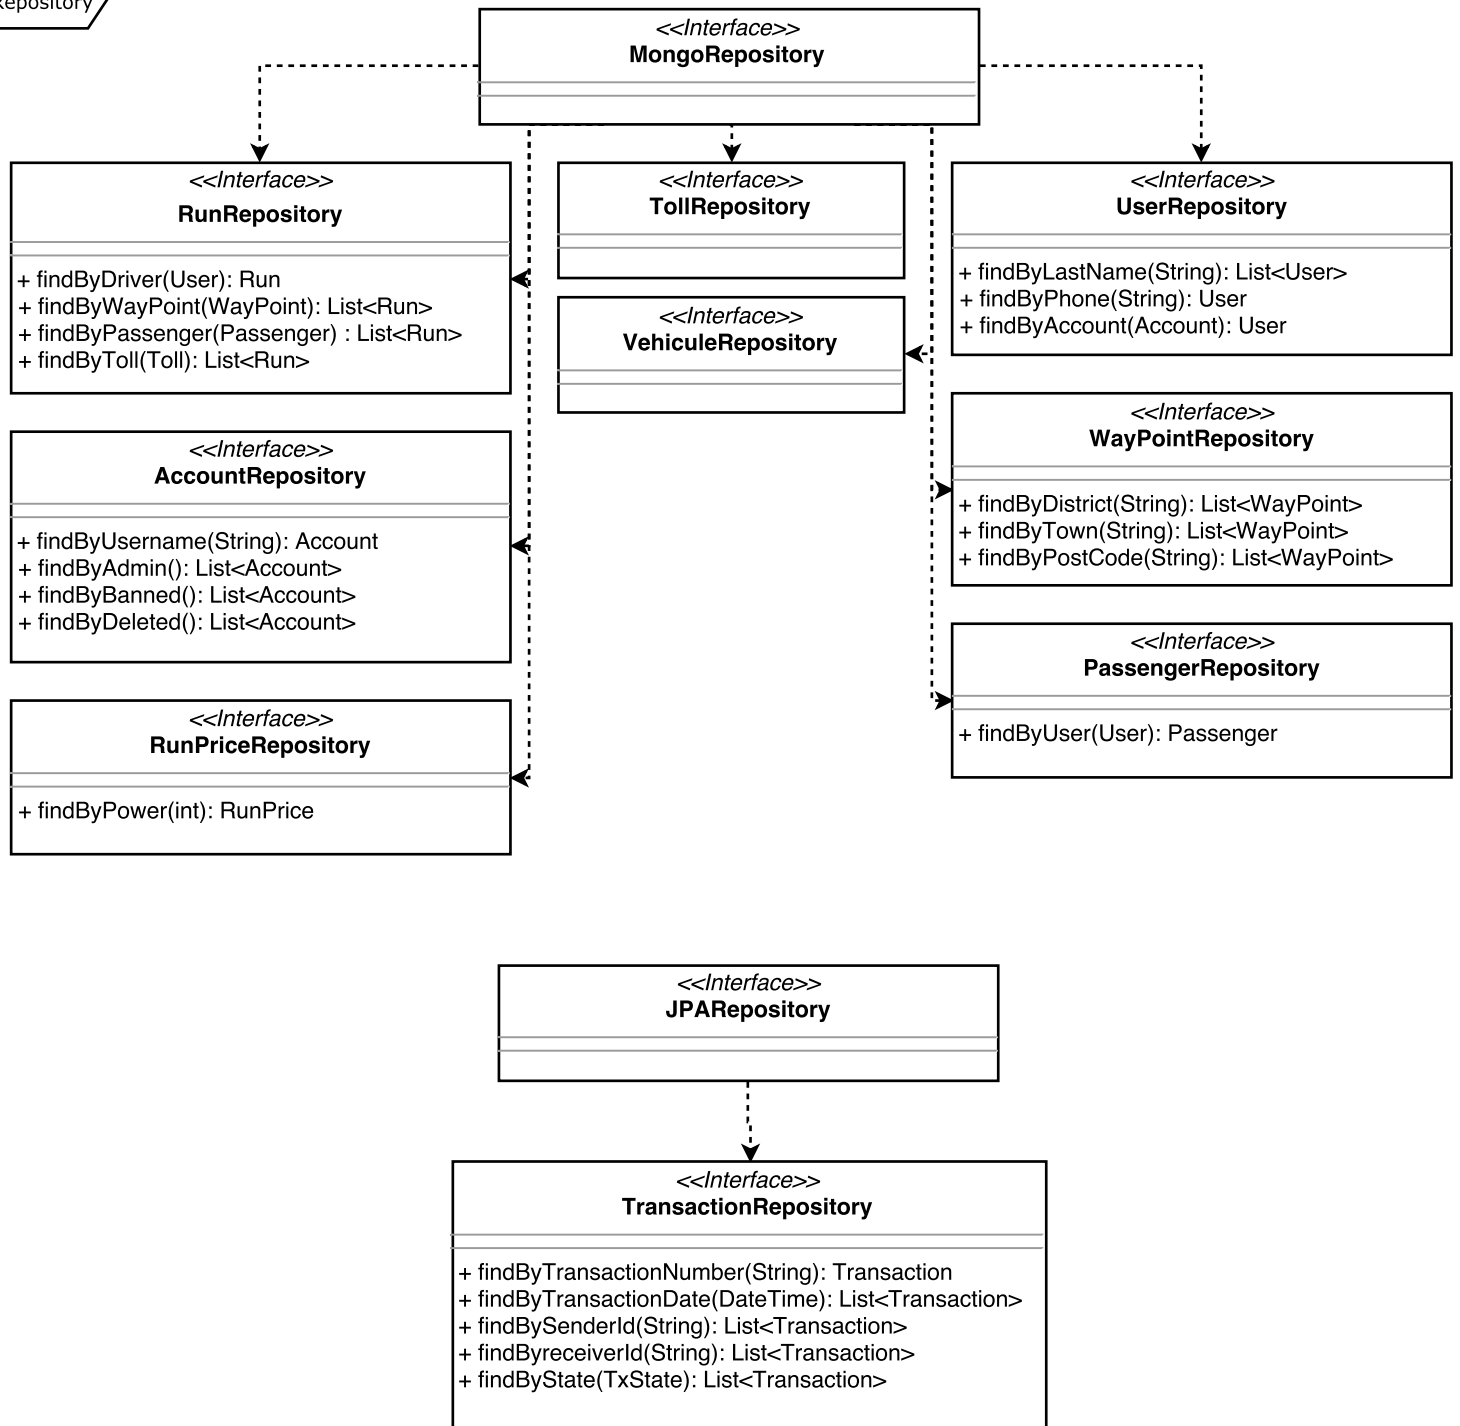 Repository
<<Interface>>
MongoRepository
<<Interface>>
RunRepository
+ findByDriver(User): Run
+ findByWayPoint(WayPoint): List<Run>
+ findByPassenger(Passenger) : List<Run>
+ findByToll(Toll): List<Run>
<<Interface>>
TollRepository
<<Interface>>
UserRepository
+ findByLastName(String): List<User>
+ findByPhone(String): User
+ findByAccount(Account): User
<<Interface>>
VehiculeRepository
<<Interface>>
WayPointRepository
+ findByDistrict(String): List<WayPoint>
+ findByTown(String): List<WayPoint>
+ findByPostCode(String): List<WayPoint>
<<Interface>>
AccountRepository
+ findByUsername(String): Account
+ findByAdmin(): List<Account>
+ findByBanned(): List<Account>
+ findByDeleted(): List<Account>
<<Interface>>
PassengerRepository
+ findByUser(User): Passenger
<<Interface>>
RunPriceRepository
+ findByPower(int): RunPrice
<<Interface>>
JPARepository
<<Interface>>
TransactionRepository
+ findByTransactionNumber(String): Transaction
+ findByTransactionDate(DateTime): List<Transaction>
+ findBySenderId(String): List<Transaction>
+ findByreceiverId(String): List<Transaction>
+ findByState(TxState): List<Transaction>